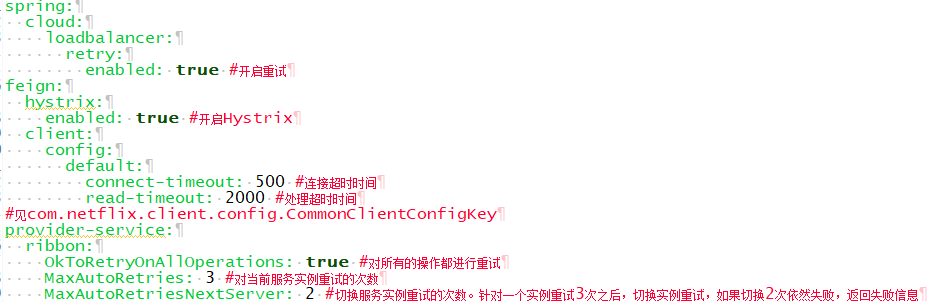 spring:¶
cloud:¶
loadbalancer:¶
retry:¶
enabled: true #开启重试¶
feign:¶
hystrix:¶
enabled: true #开启Hystrix¶
client:¶
config:¶
default:¶
connect-timeout: 500 #连接超时时间¶
read-timeout: 2000 #处理超时时间¶
#见com.netflix.client.config.CommonClientConfigKey¶
provider-service:¶
ribbon:¶
OkToRetryOnAllOperations: true #对所有的操作都进行重试¶
MaxAutoRetries: 3 #对当前服务实例重试的次数¶
MaxAutoRetriesNextServer: 2 #切换服务实例重试的次数。针对一个实例重试3次之后，切换实例重试，如果切换2次依然失败，返回失败信息